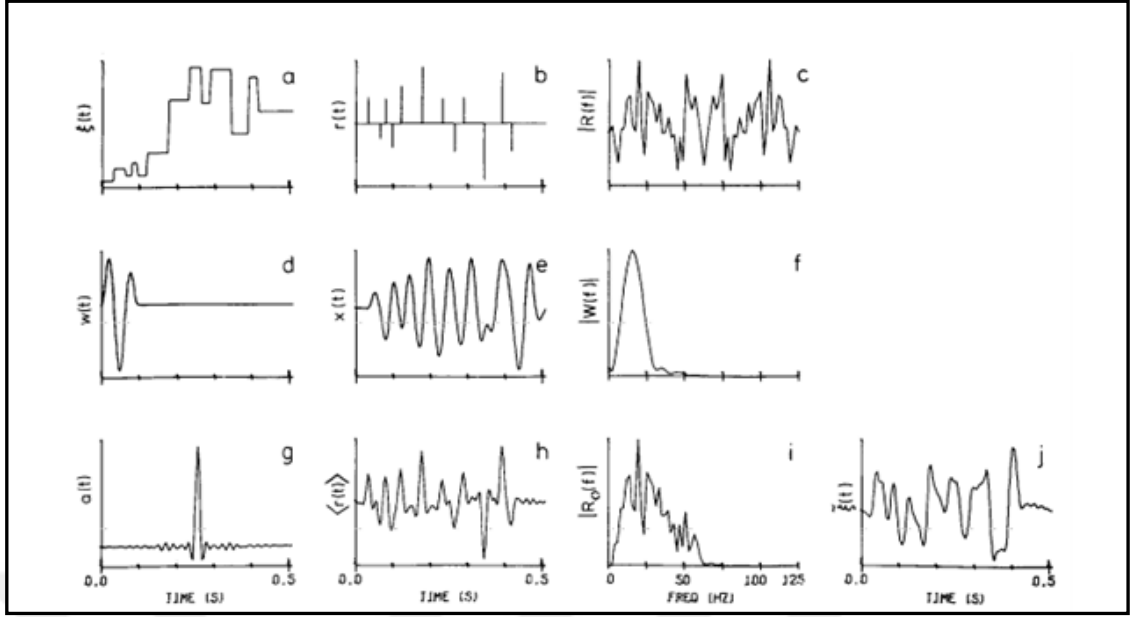 ξ(t) a
r(t) b
|R(f)| c
w(t) d
x(t) e
|W(f)| f
a(t) g
0.0 0.5
TIME (S)
⟨r(t)⟩ h
0.0 0.5
TIME (S)
|R₀(f)| i
0 50 100 125
FREQ (HZ)
ξ̃(t) j
0.0 0.5
TIME (S)